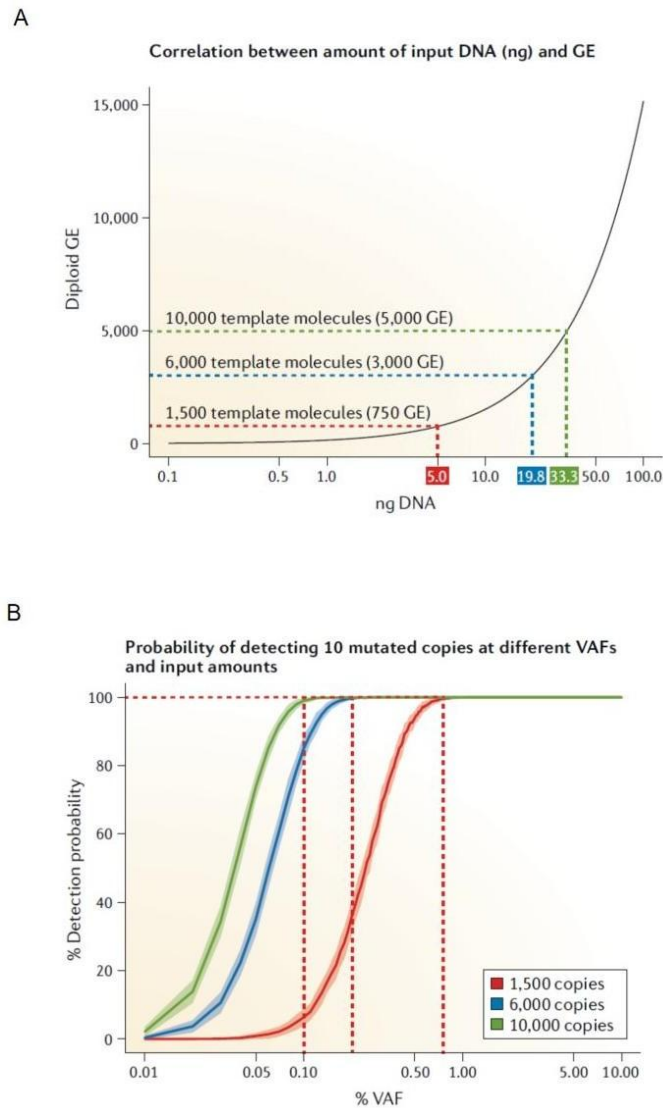 A
Correlation between amount of input DNA (ng) and GE
15,000
10,000
5,000
0
Diploid GE
10,000 template molecules (5,000 GE)
6,000 template molecules (3,000 GE)
1,500 template molecules (750 GE)
0.1 0.5 1.0 5.0 10.0 19.8 33.3 50.0 100.0
ng DNA
B
Probability of detecting 10 mutated copies at different VAFs
and input amounts
100
80
60
40
20
0
% Detection probability
1,500 copies
6,000 copies
10,000 copies
0.01 0.05 0.10 0.50 1.00 5.00 10.00
% VAF